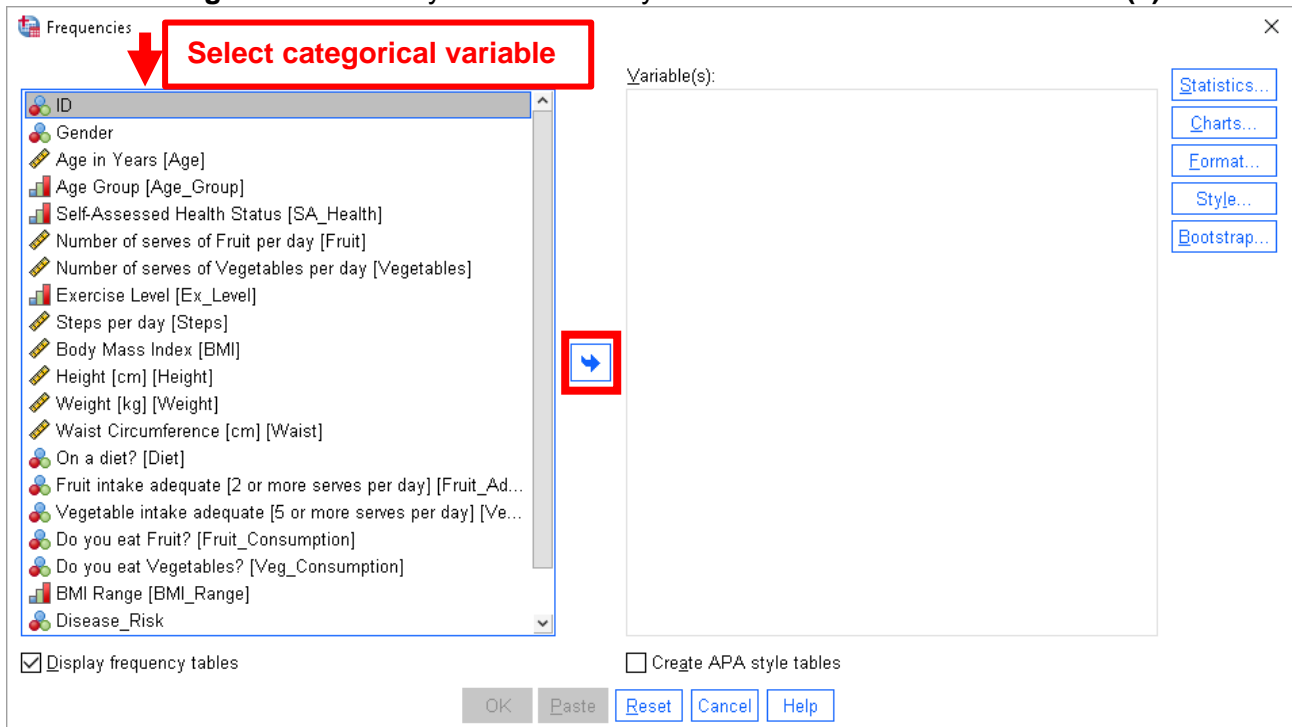 Frequencies
Select categorical variable
Variable(s):
ID
Gender
Age in Years [Age]
Age Group [Age_Group]
Self-Assessed Health Status [SA_Health]
Number of serves of Fruit per day [Fruit]
Number of serves of Vegetables per day [Vegetables]
Exercise Level [Ex_Level]
Steps per day [Steps]
Body Mass Index [BMI]
Height [cm] [Height]
Weight [kg] [Weight]
Waist Circumference [cm] [Waist]
On a diet? [Diet]
Fruit intake adequate [2 or more serves per day] [Fruit_Ad...
Vegetable intake adequate [5 or more serves per day] [Ve...
Do you eat Fruit? [Fruit_Consumption]
Do you eat Vegetables? [Veg_Consumption]
BMI Range [BMI_Range]
Disease_Risk
Statistics...
Charts...
Format...
Style...
Bootstrap...
Display frequency tables
Create APA style tables
OK Paste Reset Cancel Help